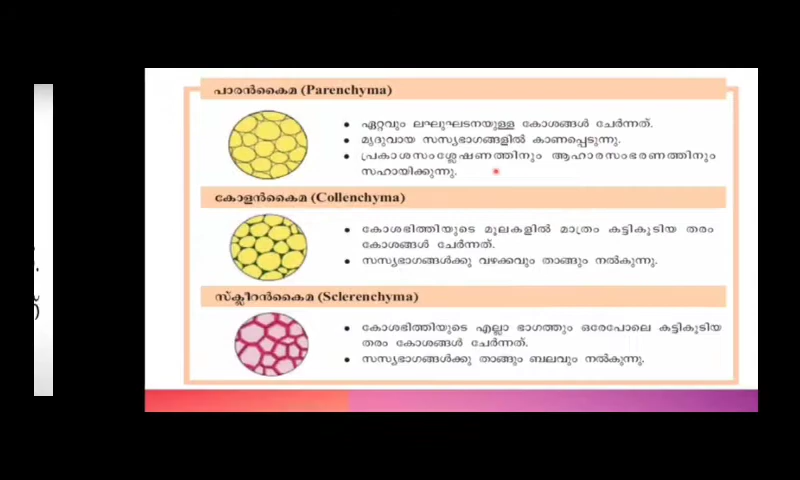 പാരൻകൈമ (Parenchyma)
• ഏറ്റവും ലഘുഘടനയുള്ള കോശങ്ങൾ ചേർന്നത്.
• മൃദുവായ സസ്യഭാഗങ്ങളിൽ കാണപ്പെടുന്നു.
• പ്രകാശസംശ്ലേഷണത്തിനും ആഹാരസംഭരണത്തിനും
സഹായിക്കുന്നു.
കോളൻകൈമ (Collenchyma)
• കോശഭിത്തിയുടെ മൂലകളിൽ മാത്രം കട്ടികൂടിയ തരം
കോശങ്ങൾ ചേർന്നത്.
• സസ്യഭാഗങ്ങൾക്കു വഴക്കവും താങ്ങും നൽകുന്നു.
സ്ക്ലീറൻകൈമ (Sclerenchyma)
• കോശഭിത്തിയുടെ എല്ലാ ഭാഗത്തും ഒരേപോലെ കട്ടികൂടിയ
തരം കോശങ്ങൾ ചേർന്നത്.
• സസ്യഭാഗങ്ങൾക്കു താങ്ങും ബലവും നൽകുന്നു.